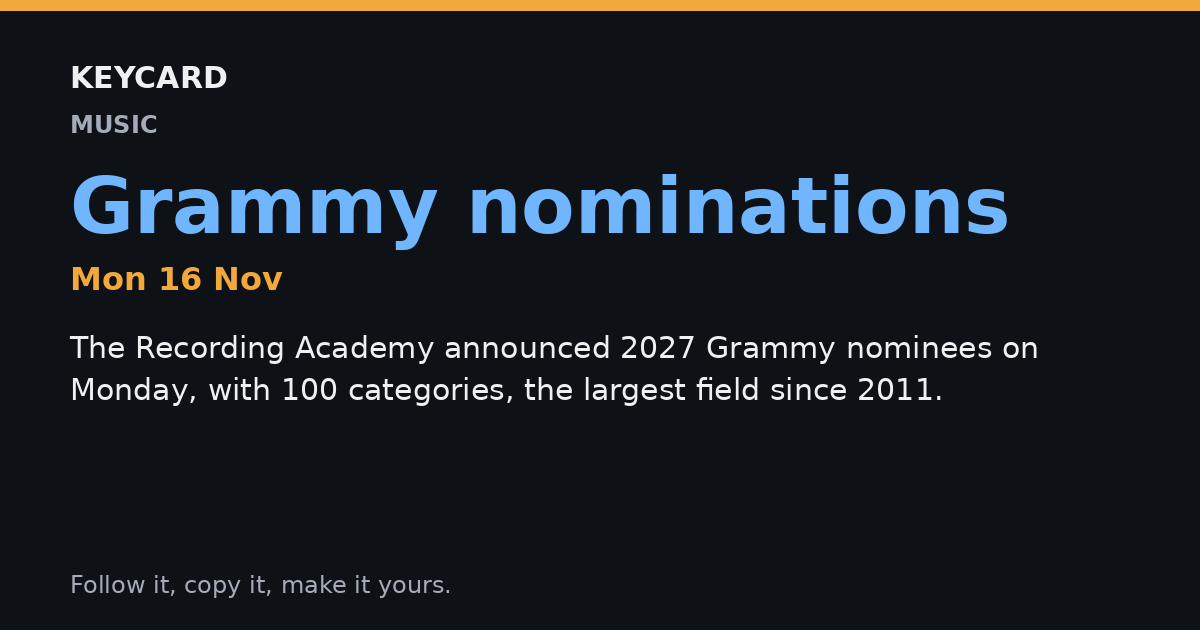 KEYCARD
MUSIC
Grammy nominations
Mon 16 Nov
The Recording Academy announced 2027 Grammy nominees on
Monday, with 100 categories, the largest field since 2011.
Follow it, copy it, make it yours.